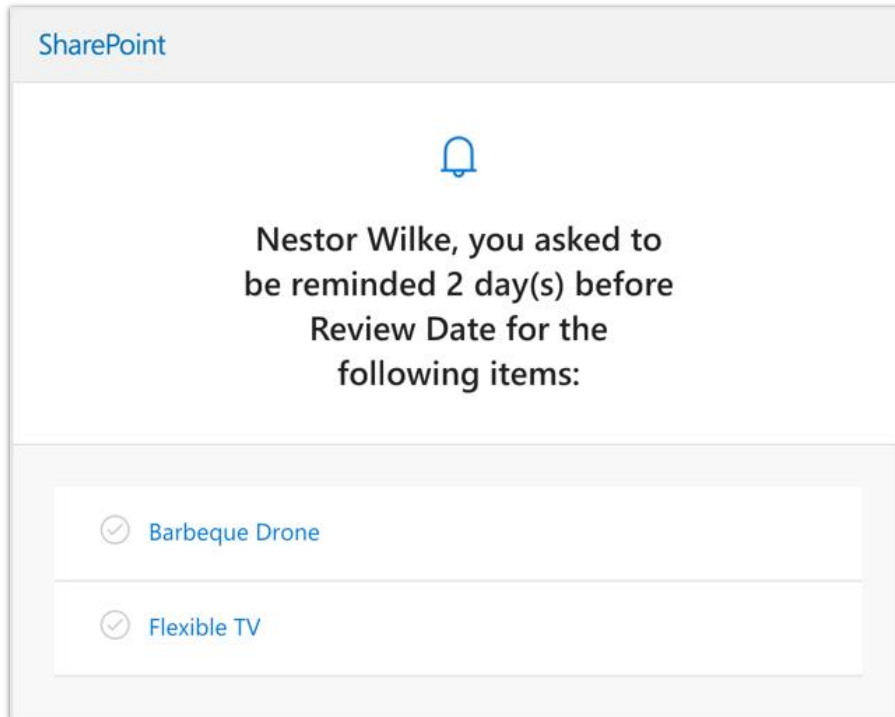 SharePoint
Nestor Wilke, you asked to
be reminded 2 day(s) before
Review Date for the
following items:
Barbeque Drone
Flexible TV